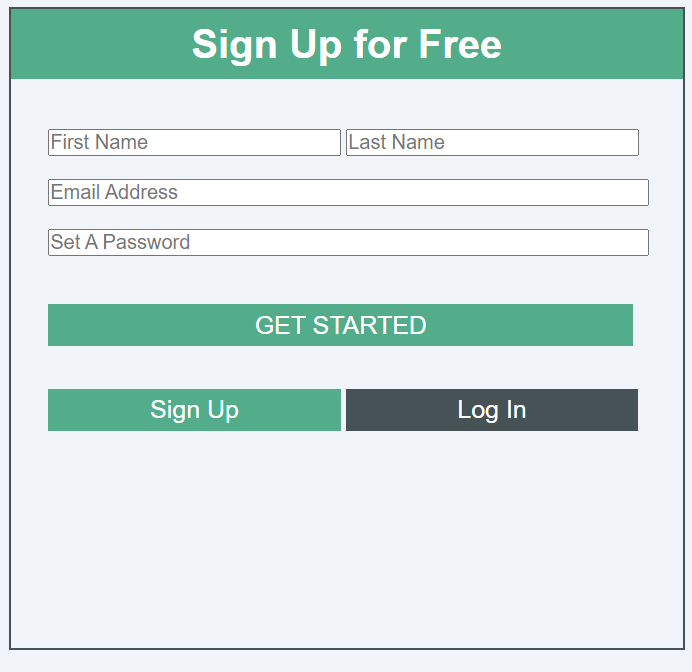 Sign Up for Free
First Name Last Name
Email Address
Set A Password
GET STARTED
Sign Up Log In